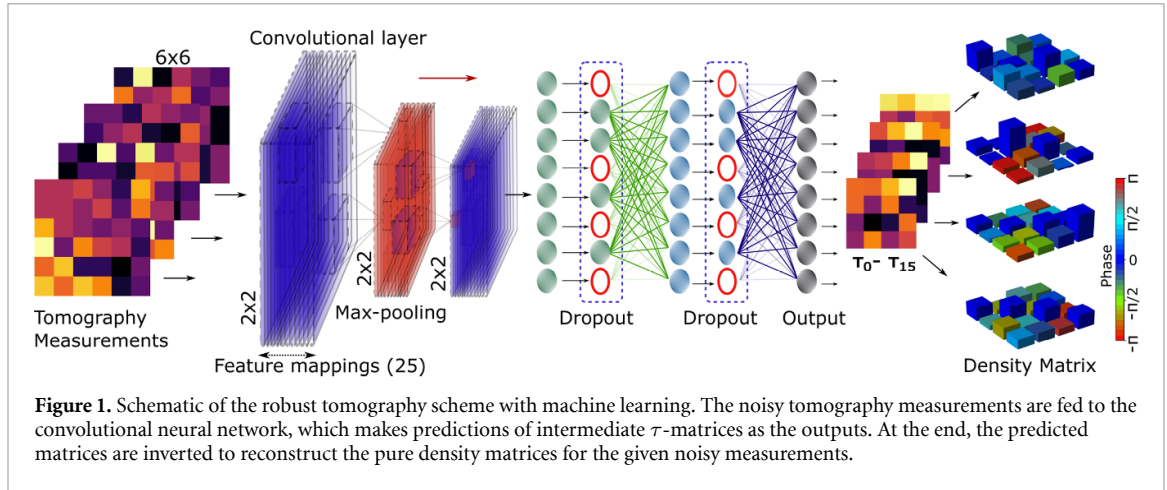 6x6
Convolutional layer
2x2
2x2
2x2
Max-pooling
Tomography
Measurements
Feature mappings (25)
Dropout
Dropout
Output
T₀- T₁₅
Density Matrix
Phase
π
π/2
0
-π/2
-π
Figure 1. Schematic of the robust tomography scheme with machine learning. The noisy tomography measurements are fed to the
convolutional neural network, which makes predictions of intermediate τ-matrices as the outputs. At the end, the predicted
matrices are inverted to reconstruct the pure density matrices for the given noisy measurements.